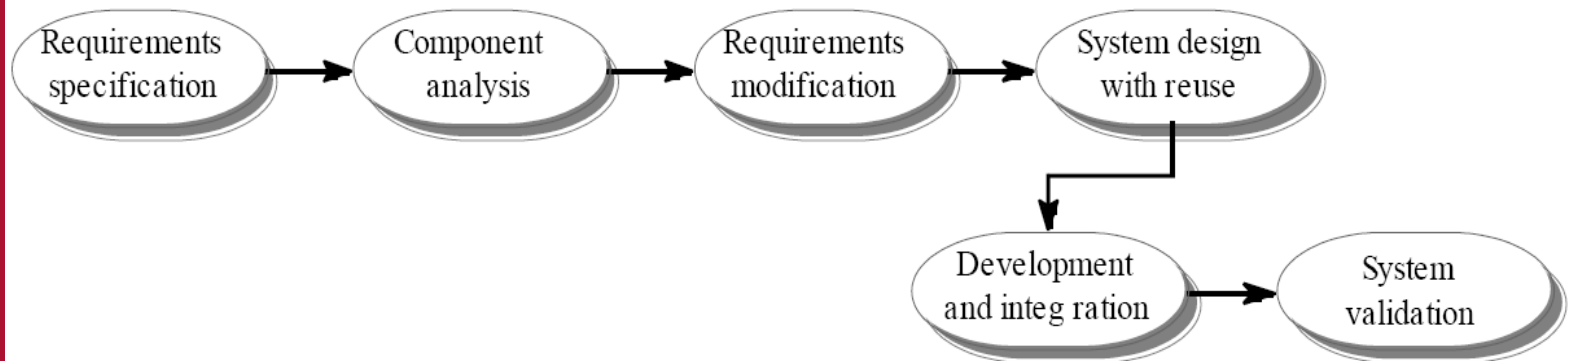 Requirements
specification
Component
analysis
Requirements
modification
System design
with reuse
Development
and integ ration
System
validation